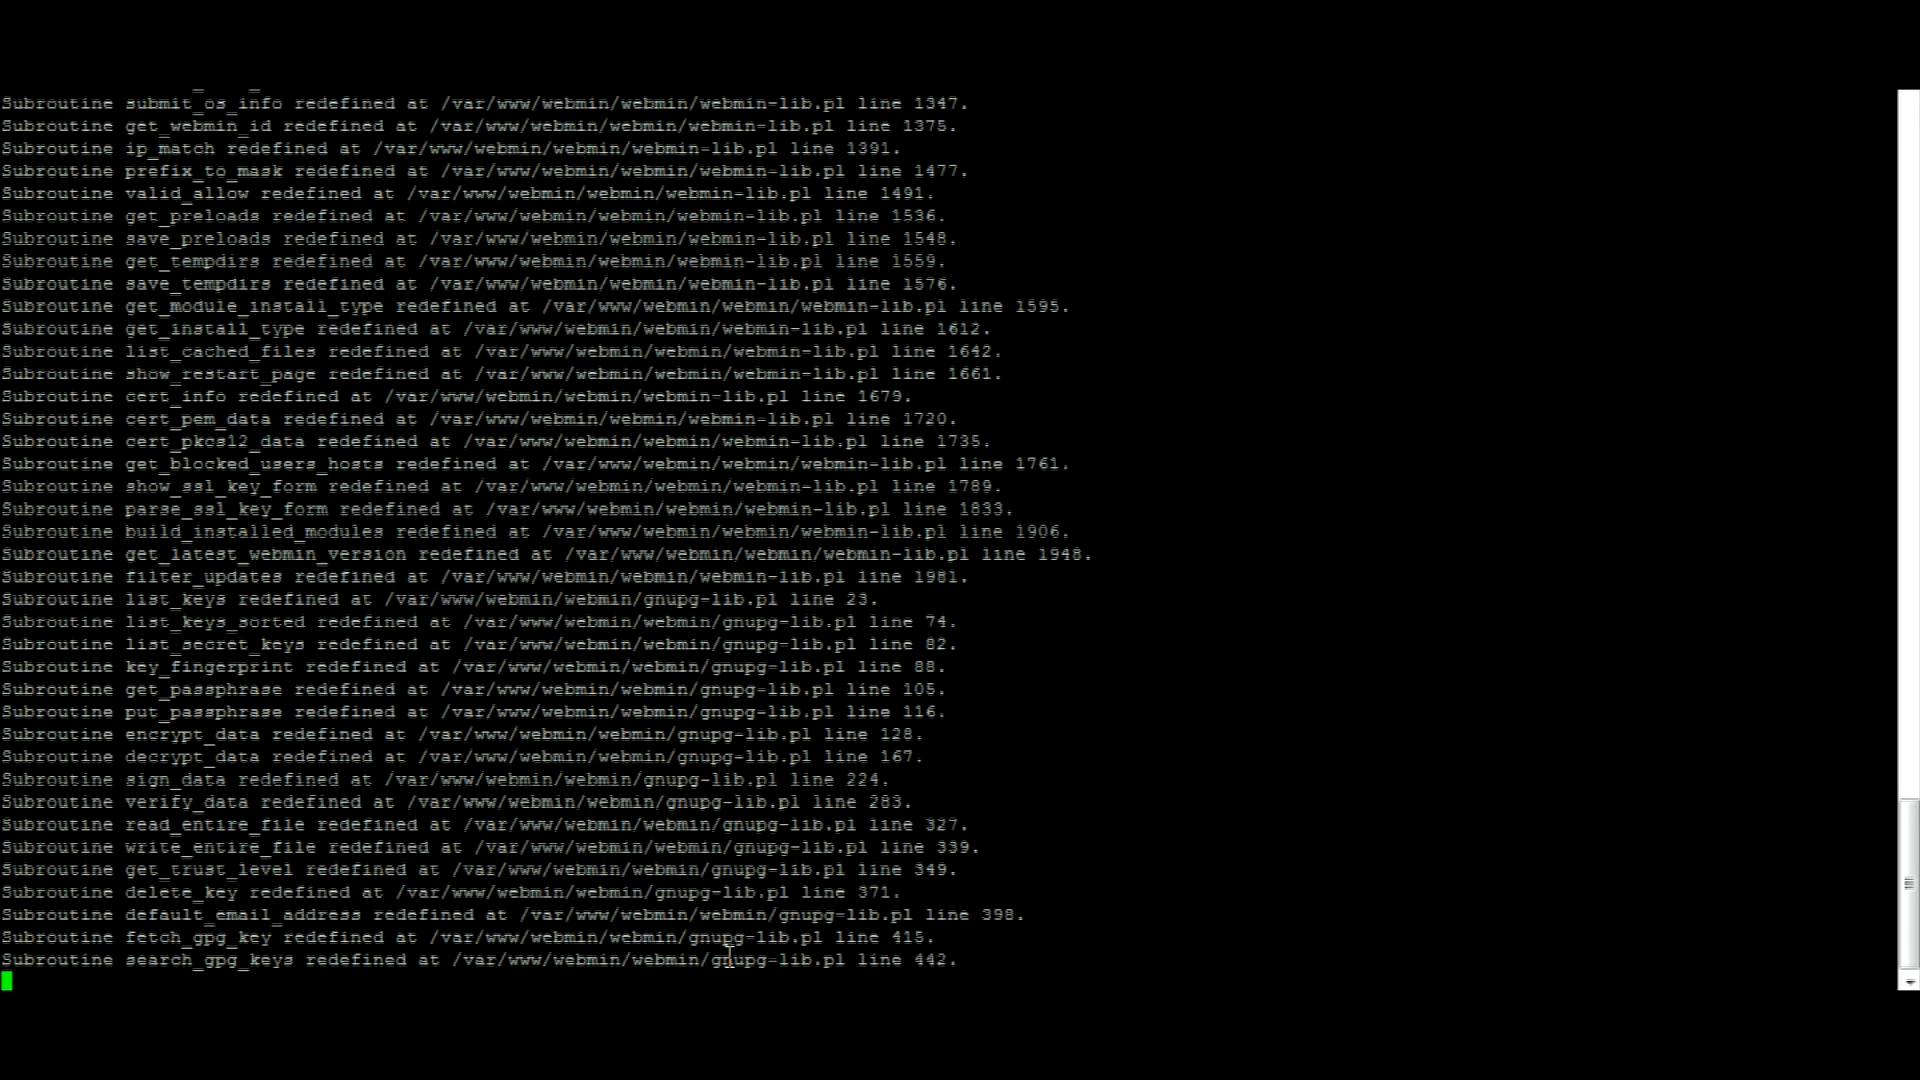 Subroutine submit_os_info redefined at /var/www/webmin/webmin/webmin-lib.pl line 1347.
Subroutine get_webmin_id redefined at /var/www/webmin/webmin/webmin-lib.pl line 1375.
Subroutine ip_match redefined at /var/www/webmin/webmin/webmin-lib.pl line 1391.
Subroutine prefix_to_mask redefined at /var/www/webmin/webmin/webmin-lib.pl line 1477.
Subroutine valid_allow redefined at /var/www/webmin/webmin/webmin-lib.pl line 1491.
Subroutine get_preloads redefined at /var/www/webmin/webmin/webmin-lib.pl line 1536.
Subroutine save_preloads redefined at /var/www/webmin/webmin/webmin-lib.pl line 1548.
Subroutine get_tempdirs redefined at /var/www/webmin/webmin/webmin-lib.pl line 1559.
Subroutine save_tempdirs redefined at /var/www/webmin/webmin/webmin-lib.pl line 1576.
Subroutine get_module_install_type redefined at /var/www/webmin/webmin/webmin-lib.pl line 1595.
Subroutine get_install_type redefined at /var/www/webmin/webmin/webmin-lib.pl line 1612.
Subroutine list_cached_files redefined at /var/www/webmin/webmin/webmin-lib.pl line 1642.
Subroutine show_restart_page redefined at /var/www/webmin/webmin/webmin-lib.pl line 1661.
Subroutine cert_info redefined at /var/www/webmin/webmin/webmin-lib.pl line 1679.
Subroutine cert_pem_data redefined at /var/www/webmin/webmin/webmin-lib.pl line 1720.
Subroutine cert_pkcs12_data redefined at /var/www/webmin/webmin/webmin-lib.pl line 1735.
Subroutine get_blocked_users_hosts redefined at /var/www/webmin/webmin/webmin-lib.pl line 1761.
Subroutine show_ssl_key_form redefined at /var/www/webmin/webmin/webmin-lib.pl line 1789.
Subroutine parse_ssl_key_form redefined at /var/www/webmin/webmin/webmin-lib.pl line 1833.
Subroutine build_installed_modules redefined at /var/www/webmin/webmin/webmin-lib.pl line 1906.
Subroutine get_latest_webmin_version redefined at /var/www/webmin/webmin/webmin-lib.pl line 1948.
Subroutine filter_updates redefined at /var/www/webmin/webmin/webmin-lib.pl line 1981.
Subroutine list_keys redefined at /var/www/webmin/webmin/gnupg-lib.pl line 23.
Subroutine list_keys_sorted redefined at /var/www/webmin/webmin/gnupg-lib.pl line 74.
Subroutine list_secret_keys redefined at /var/www/webmin/webmin/gnupg-lib.pl line 82.
Subroutine key_fingerprint redefined at /var/www/webmin/webmin/gnupg-lib.pl line 88.
Subroutine get_passphrase redefined at /var/www/webmin/webmin/gnupg-lib.pl line 105.
Subroutine put_passphrase redefined at /var/www/webmin/webmin/gnupg-lib.pl line 116.
Subroutine encrypt_data redefined at /var/www/webmin/webmin/gnupg-lib.pl line 128.
Subroutine decrypt_data redefined at /var/www/webmin/webmin/gnupg-lib.pl line 167.
Subroutine sign_data redefined at /var/www/webmin/webmin/gnupg-lib.pl line 224.
Subroutine verify_data redefined at /var/www/webmin/webmin/gnupg-lib.pl line 283.
Subroutine read_entire_file redefined at /var/www/webmin/webmin/gnupg-lib.pl line 327.
Subroutine write_entire_file redefined at /var/www/webmin/webmin/gnupg-lib.pl line 339.
Subroutine get_trust_level redefined at /var/www/webmin/webmin/gnupg-lib.pl line 349.
Subroutine delete_key redefined at /var/www/webmin/webmin/gnupg-lib.pl line 371.
Subroutine default_email_address redefined at /var/www/webmin/webmin/gnupg-lib.pl line 398.
Subroutine fetch_gpg_key redefined at /var/www/webmin/webmin/gnupg-lib.pl line 415.
Subroutine search_gpg_keys redefined at /var/www/webmin/webmin/gnupg-lib.pl line 442.